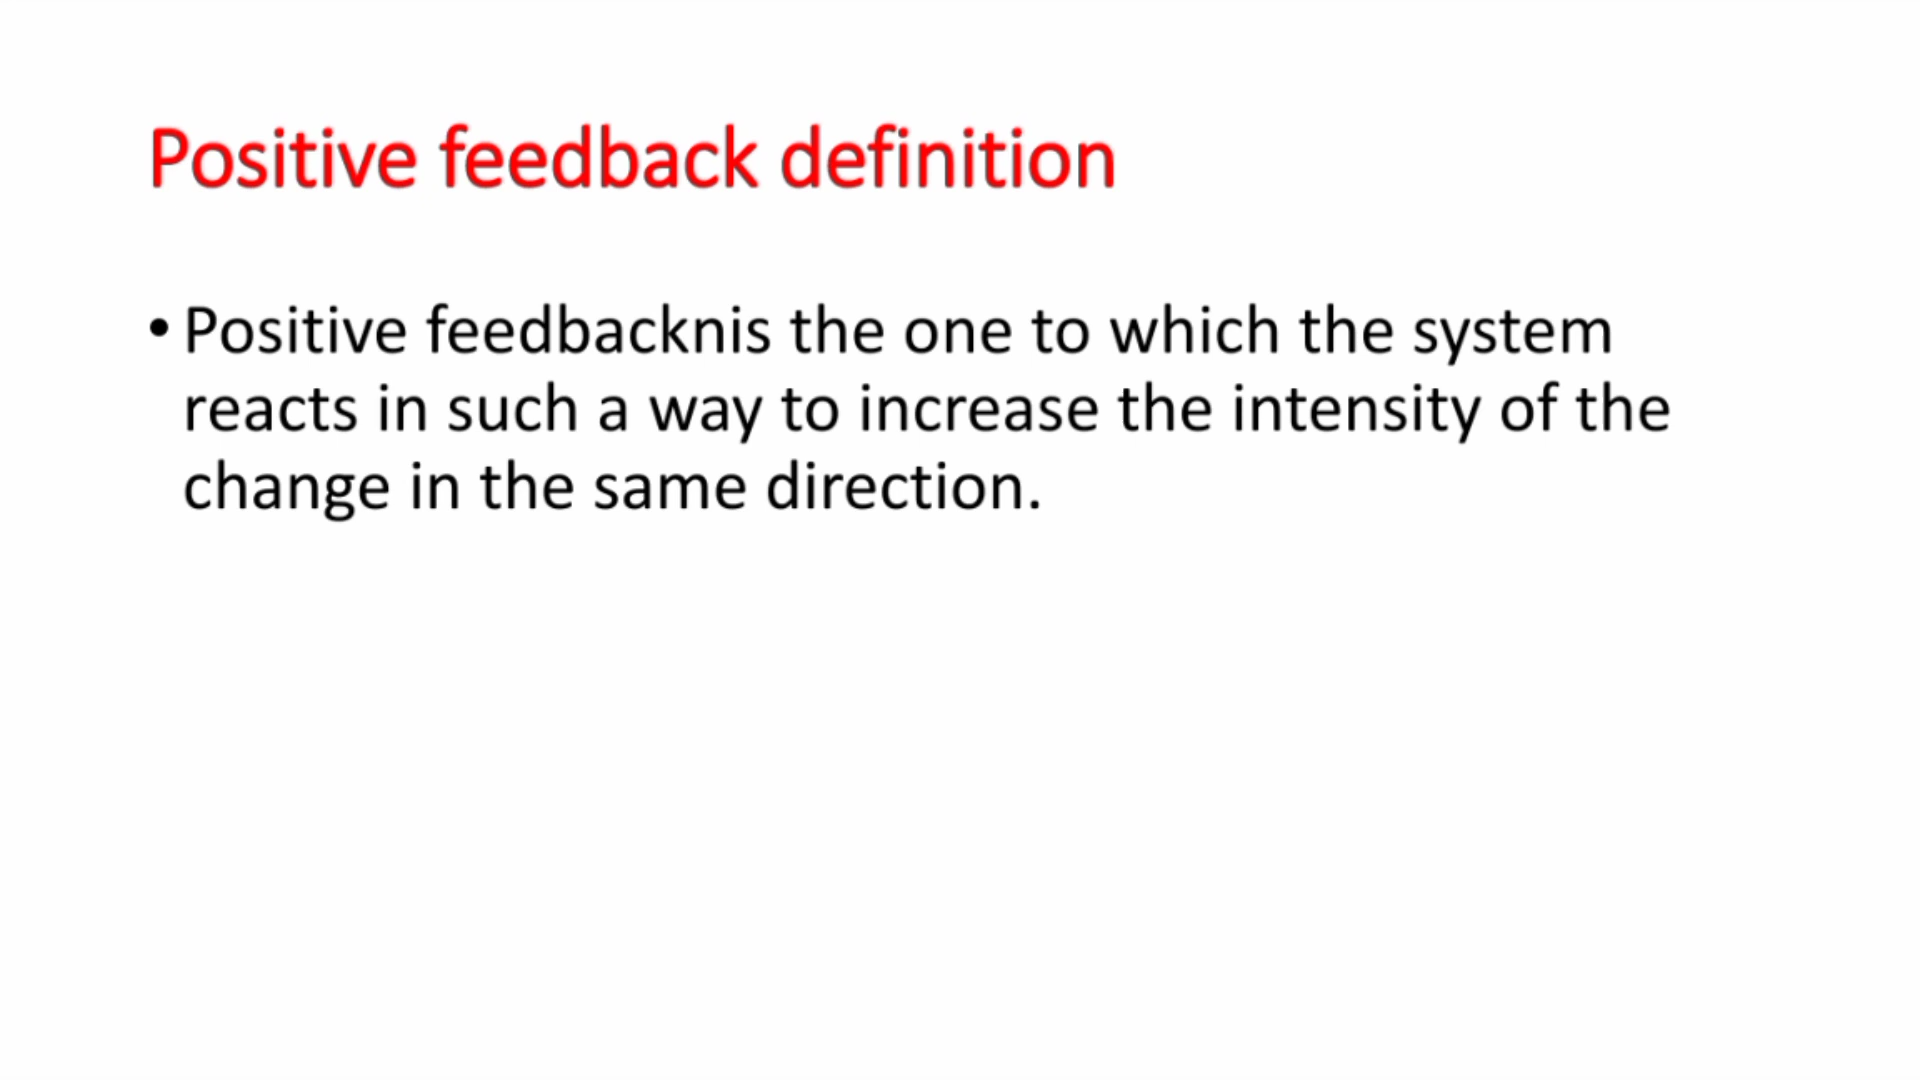 Positive feedback definition
• Positive feedbacknis the one to which the system
reacts in such a way to increase the intensity of the
change in the same direction.